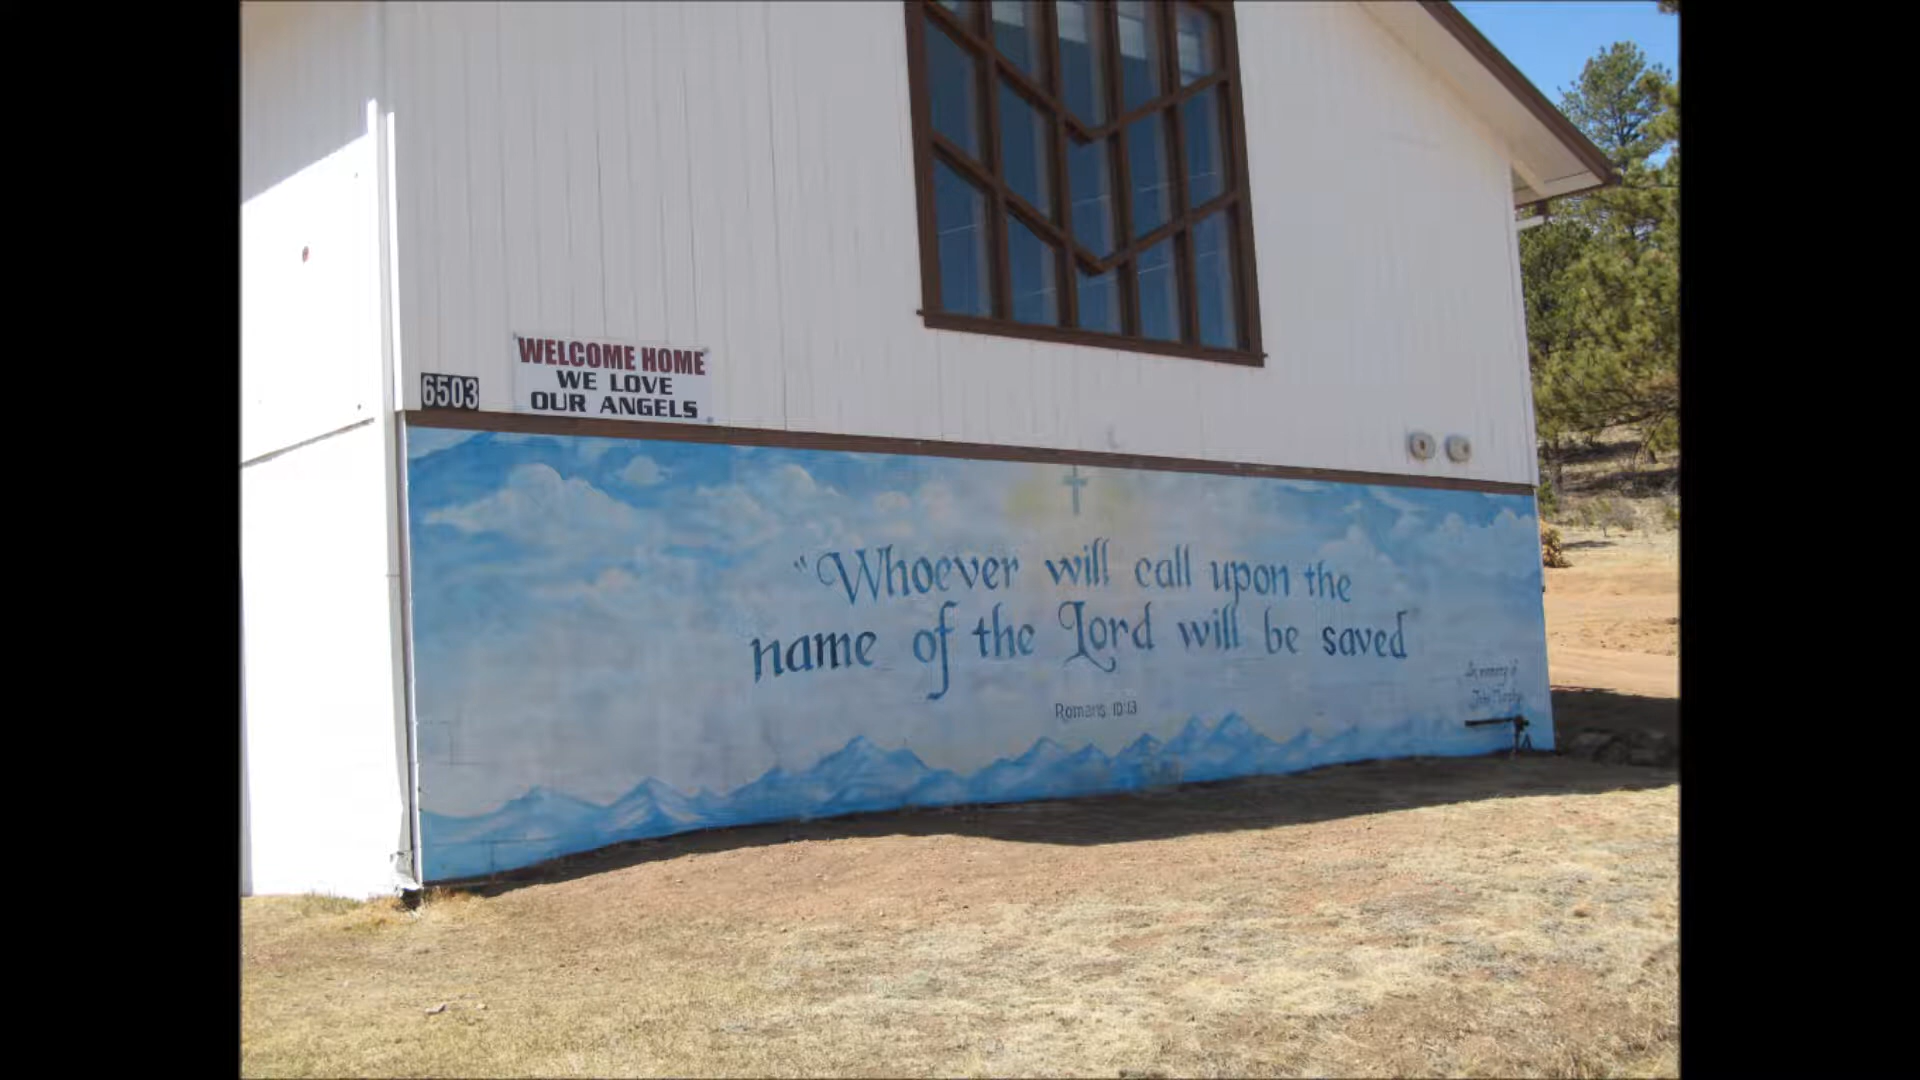 WELCOME HOME
WE LOVE
OUR ANGELS
6503
"Whoever will call upon the
name of the Lord will be saved"
Romans 10:13
In memory of
John